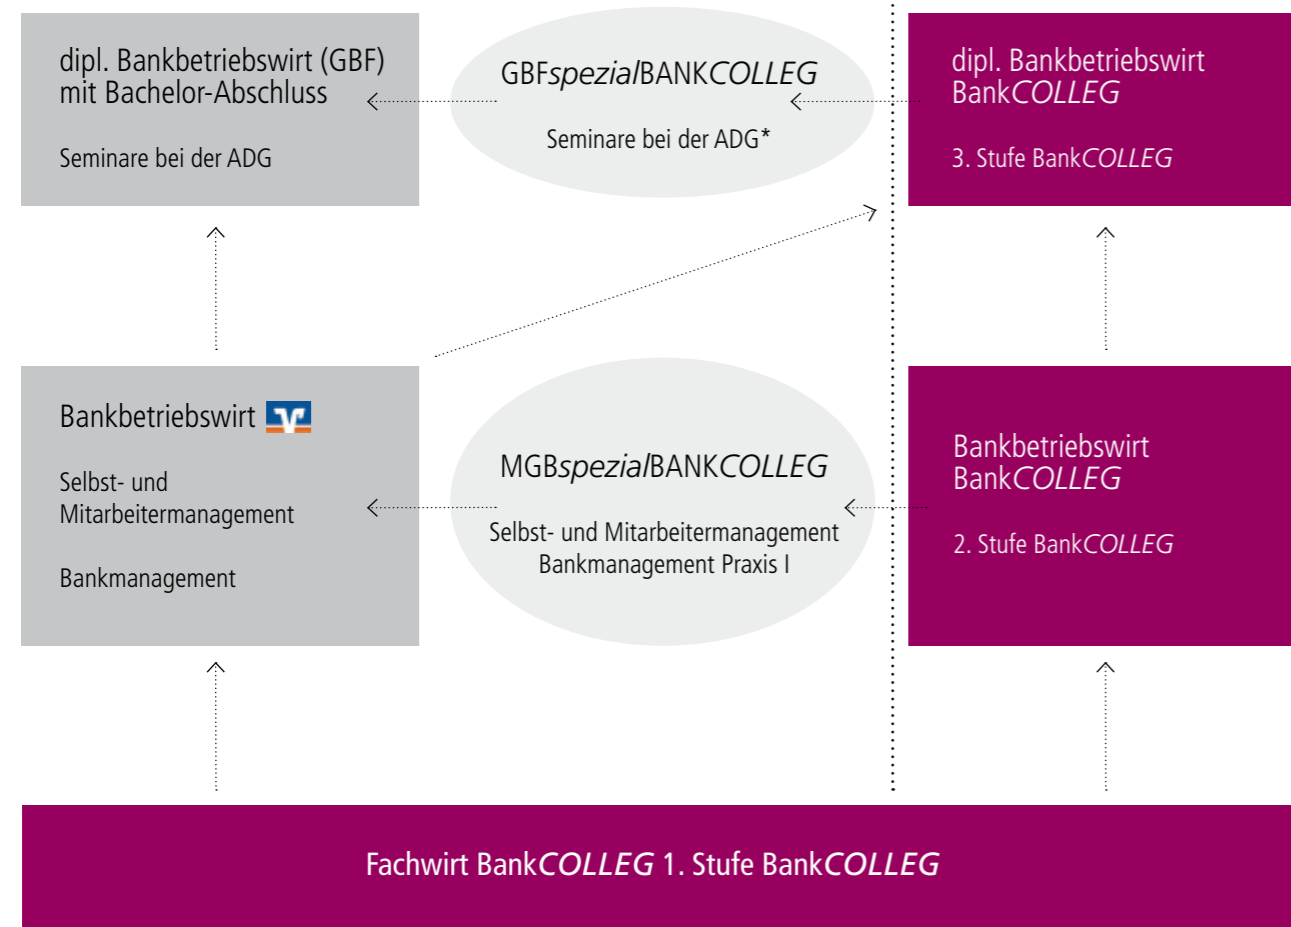 dipl. Bankbetriebswirt (GBF)
mit Bachelor-Abschluss
Seminare bei der ADG
GBFspezialBANKCOLLEG
Seminare bei der ADG*
dipl. Bankbetriebswirt
BankCOLLEG
3. Stufe BankCOLLEG
Bankbetriebswirt
Selbst- und
Mitarbeitermanagement
Bankmanagement
MGBspezialBANKCOLLEG
Selbst- und Mitarbeitermanagement
Bankmanagement Praxis I
Bankbetriebswirt
BankCOLLEG
2. Stufe BankCOLLEG
Fachwirt BankCOLLEG 1. Stufe BankCOLLEG